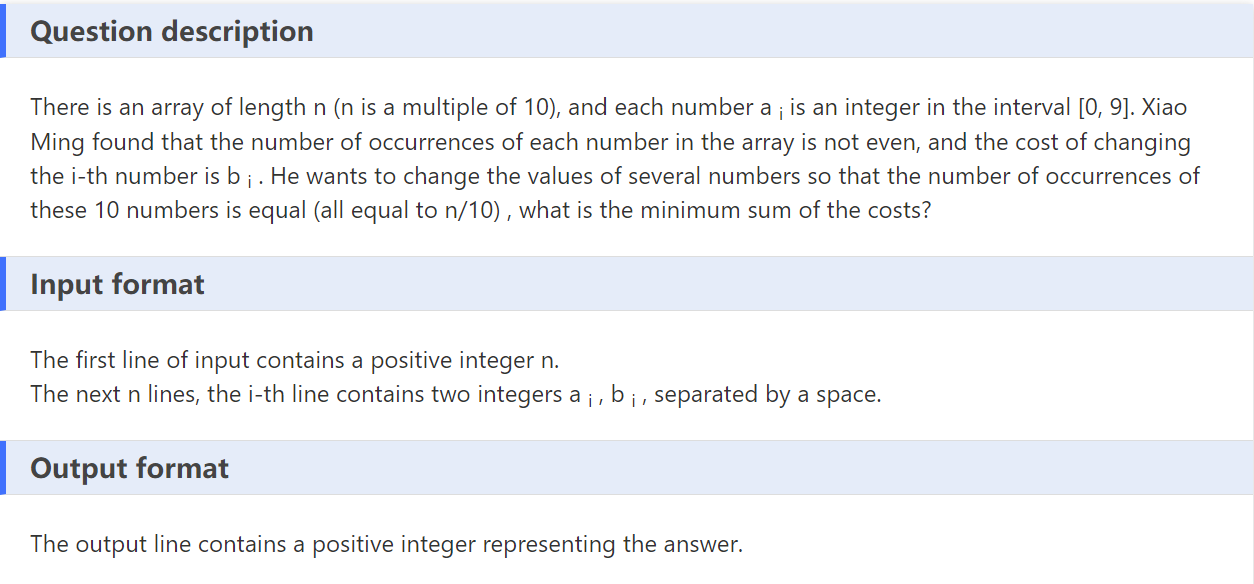 Question description
There is an array of length n (n is a multiple of 10), and each number a i is an integer in the interval [0, 9]. Xiao
Ming found that the number of occurrences of each number in the array is not even, and the cost of changing
the i-th number is b i . He wants to change the values of several numbers so that the number of occurrences of
these 10 numbers is equal (all equal to n/10) , what is the minimum sum of the costs?
Input format
The first line of input contains a positive integer n.
The next n lines, the i-th line contains two integers a i , b i , separated by a space.
Output format
The output line contains a positive integer representing the answer.